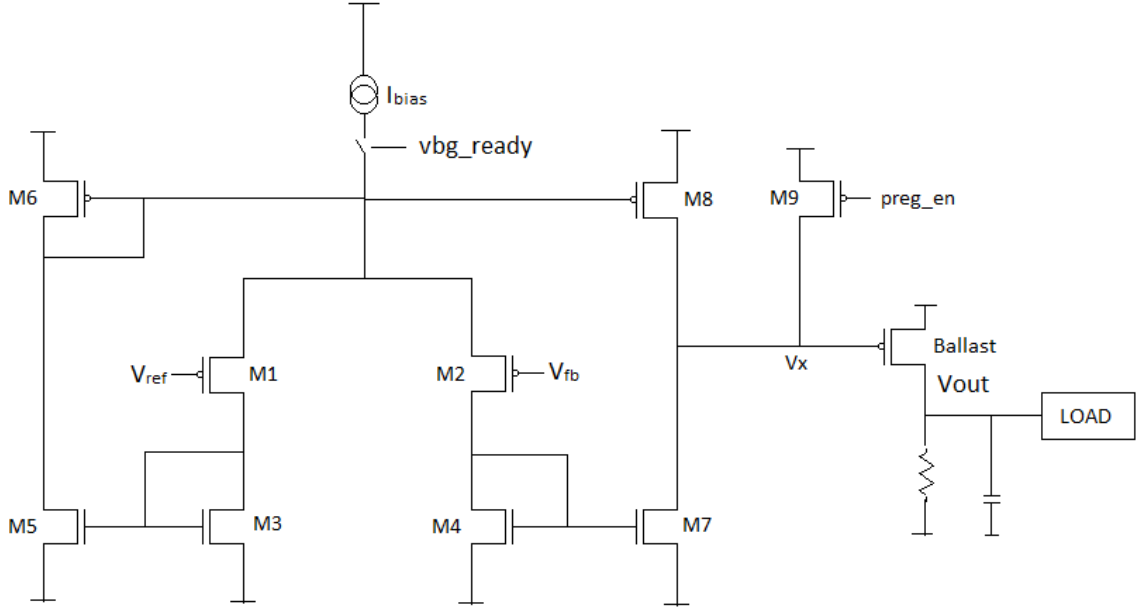 Ibias
vbg_ready
M6
M8
M9
preg_en
Vref
M1
M2
Vfb
Vx
Ballast
Vout
LOAD
M5
M3
M4
M7